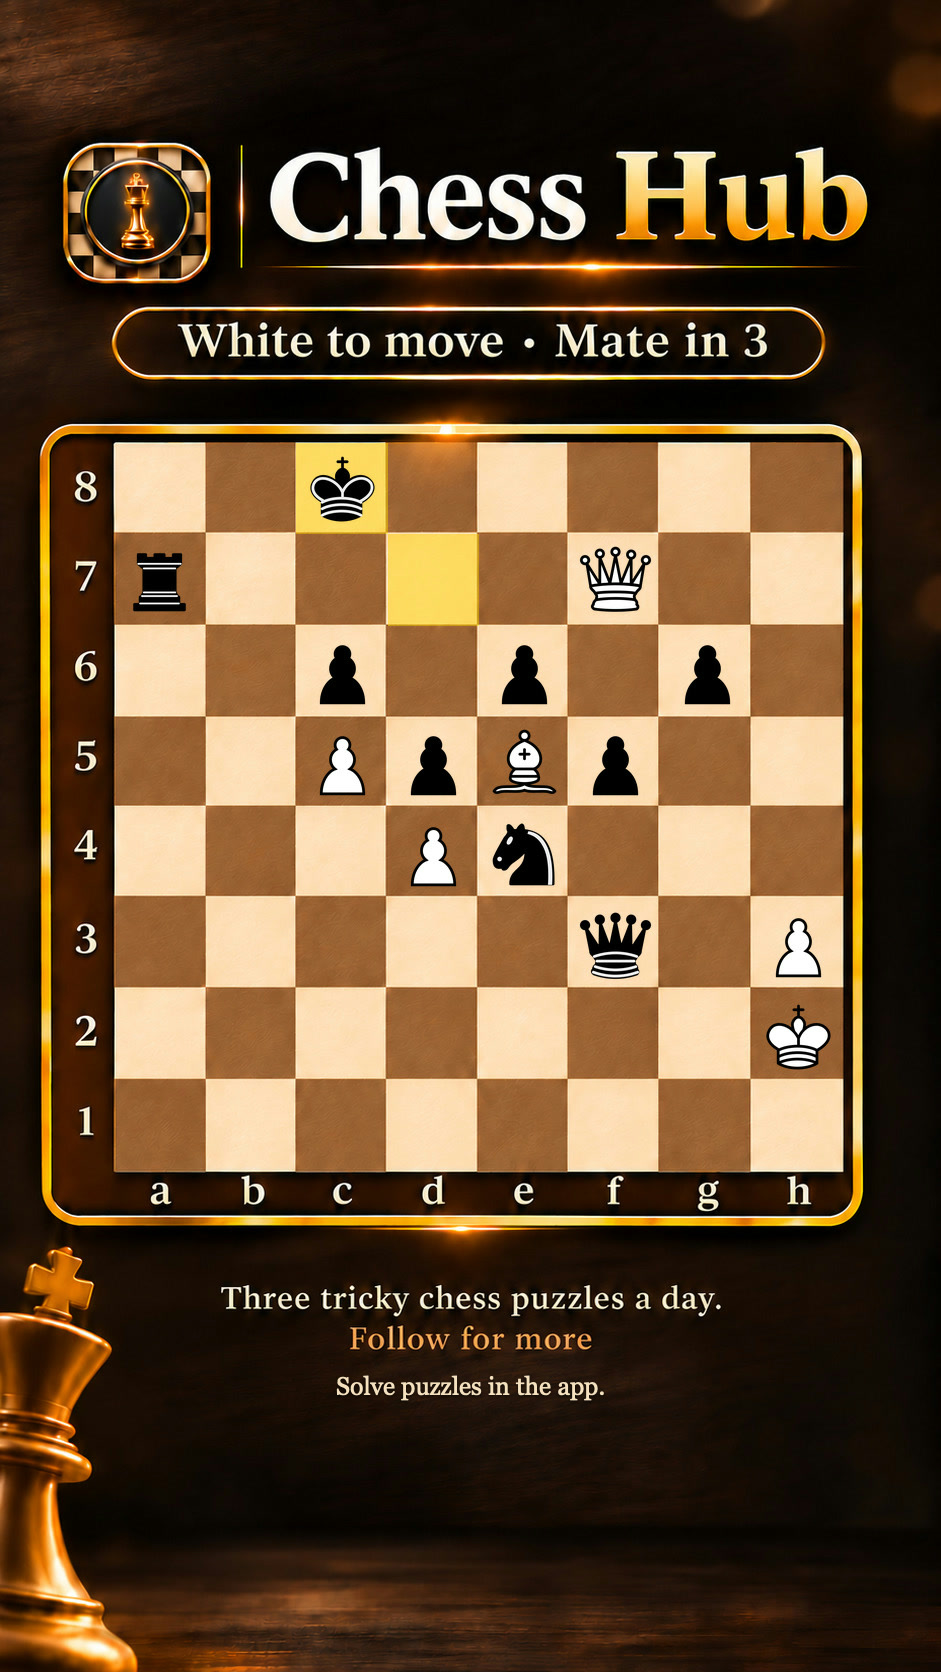 Chess Hub
White to move • Mate in 3
8
7
6
5
4
3
2
1
a b c d e f g h
Three tricky chess puzzles a day.
Follow for more
Solve puzzles in the app.